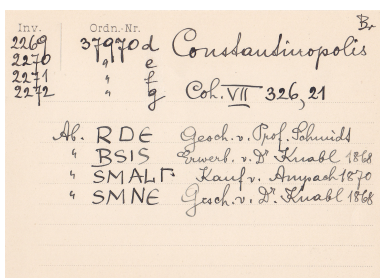 Br
Inv. Ordn.-Nr.
2269 37970 d Constantinopolis
2270 " e
2271 " f
2272 " g Coh. VII 326, 21
Ab. RDE Gesch. v. Prof. Schmidt
" BSIS Erwerb. v. Dr Knabl 1868
" SMALΓ Kauf v. Ampach 1870
" SMNE Gesch. v. Dr. Knabl 1868